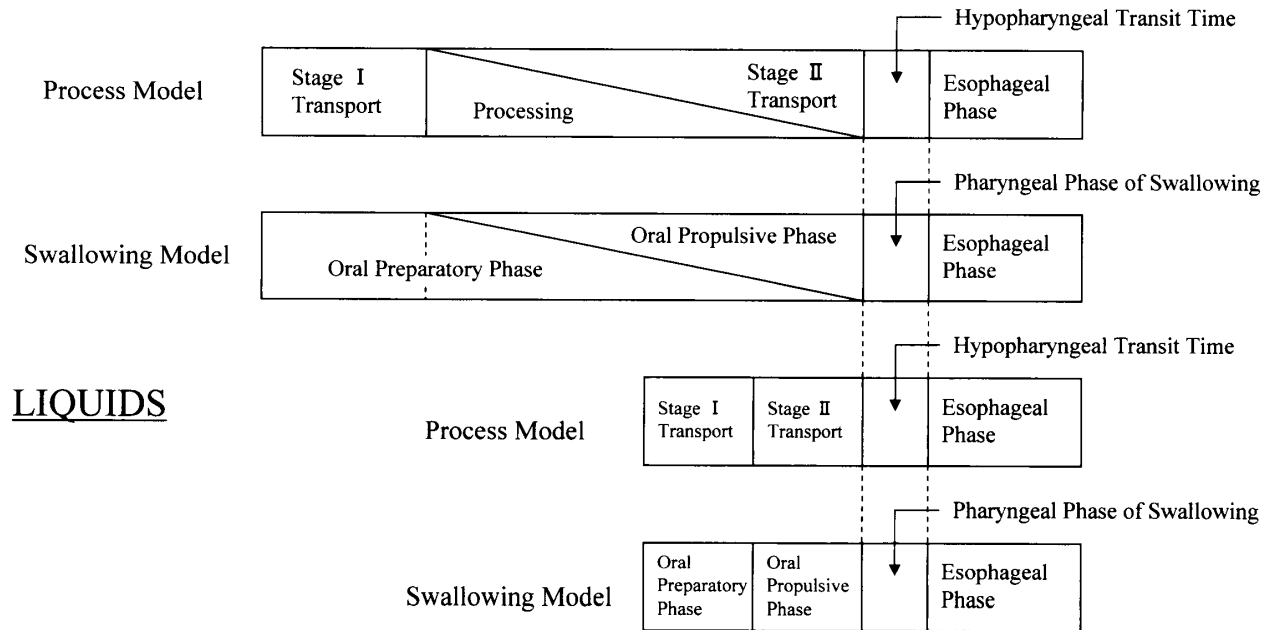 Hypopharyngeal Transit Time
Process Model
Stage Ⅰ
Transport
Processing
Stage Ⅱ
Transport
Esophageal
Phase
Pharyngeal Phase of Swallowing
Swallowing Model
Oral Preparatory Phase
Oral Propulsive Phase
Esophageal
Phase
Hypopharyngeal Transit Time
LIQUIDS
Process Model
Stage Ⅰ
Transport
Stage Ⅱ
Transport
Esophageal
Phase
Pharyngeal Phase of Swallowing
Swallowing Model
Oral
Preparatory
Phase
Oral
Propulsive
Phase
Esophageal
Phase